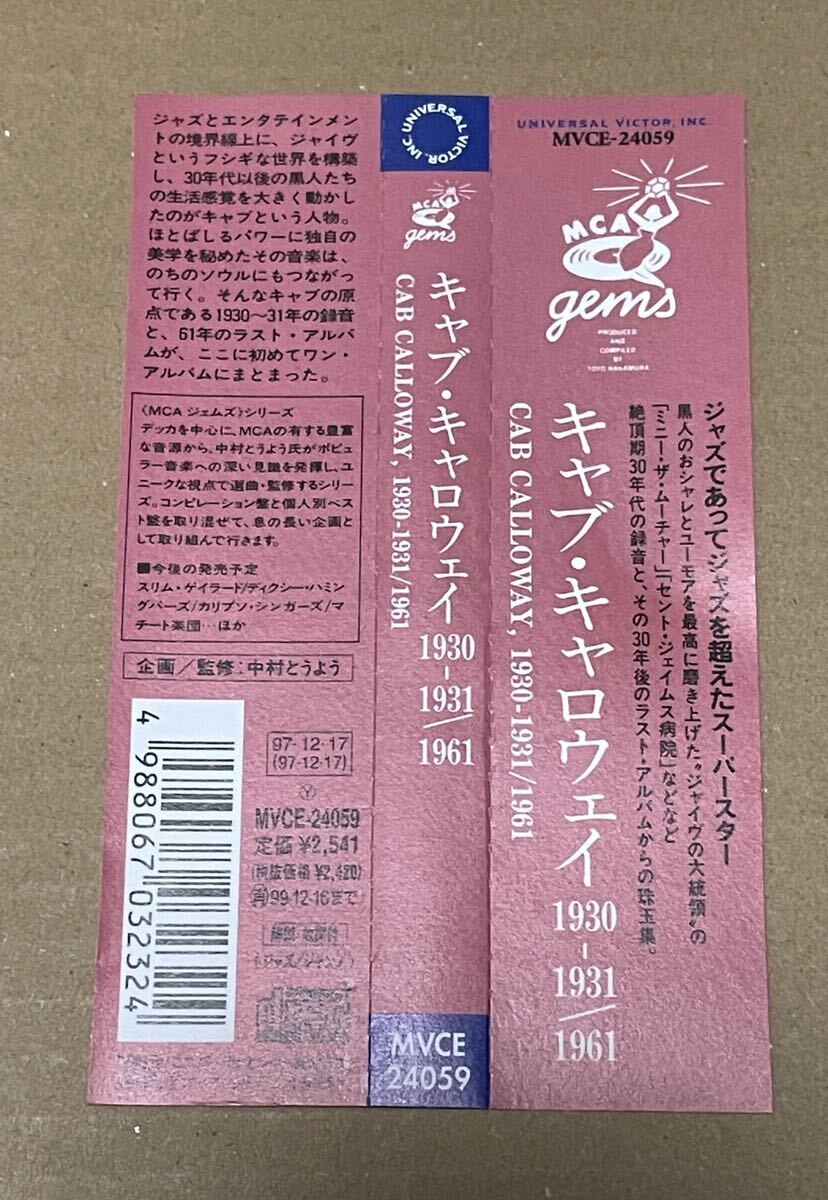 ジャズとエンタテインメン
トの境界線上に、ジャイヴ
というフシギな世界を構築
し、30年代以後の黒人たち
の生活感覚を大きく動かし
たのがキャブという人物。
ほとばしるパワーに独自の
美学を秘めたその音楽は、
のちのソウルにもつながっ
て行く。そんなキャブの原
点である1930〜31年の録音
と、61年のラスト・アルバ
ムが、ここに初めてワン・
アルバムにまとまった。
《MCA ジェムズ》シリーズ
デッカを中心に、MCAの有する豊富
な音源から、中村とうよう氏がポピュ
ラー音楽への深い見識を発揮し、ユ
ニークな視点で選曲・監修するシリー
ズ。コンピレーション盤と個人別ベス
ト盤を取り混ぜて、息の長い企画と
して取り組んで行きます。
■今後の発売予定
スリム・ゲイラード/ディクシー・ハミン
グバーズ/カリプソ・シンガーズ/マ
チート楽団…ほか
企画/監修:中村とうよう
4 988067 032324
97・12・17
(97・12・17)
Ⓨ
MVCE-24059
定価¥2,541
(税抜価格¥2,420)
99・12・16まで
UNIVERSAL VICTOR, INC.
MCA
gems
キャブ・キャロウェイ 1930-1931/1961
CAB CALLOWAY, 1930-1931/1961
MVCE
24059
UNIVERSAL VICTOR, INC.
MVCE-24059
MCA
gems
PRODUCED
AND
COMPILED
BY
TOYO NAKAMURA
ジャズであってジャズを超えたスーパースター
黒人のおシャレとユーモアを最高に磨き上げた“ジャイヴの大統領”の
「ミニー・ザ・ムーチャー」「セント・ジェイムス病院」などなど
絶頂期30年代の録音と、その30年後のラスト・アルバムからの珠玉集。
キャブ・キャロウェイ 1930-1931/1961
CAB CALLOWAY, 1930-1931/1961